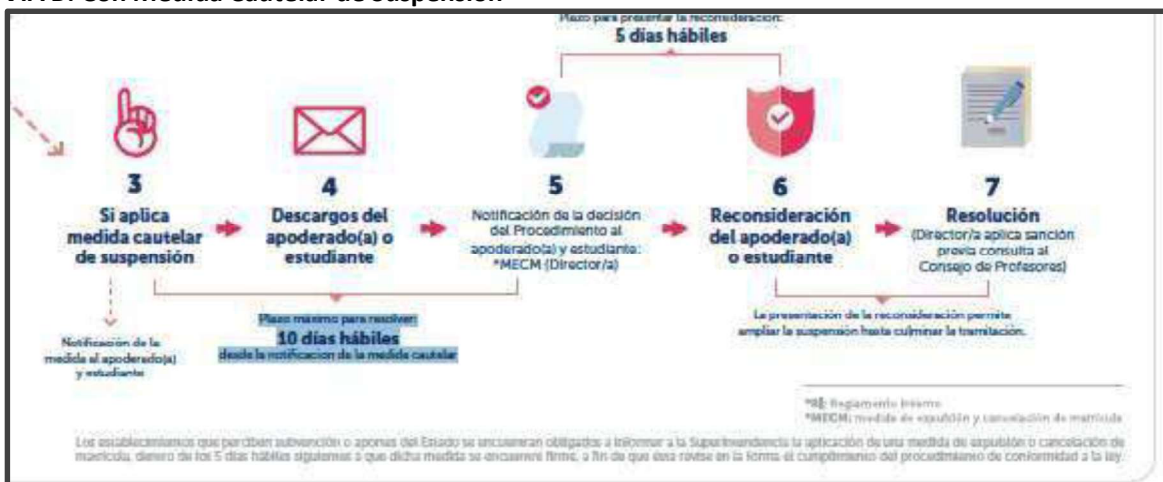 Plazo para presentar la reconsideración:
5 días hábiles
3
Si aplica
medida cautelar
de suspensión
Notificación de la
medida al apoderado(a)
y estudiante
4
Descargos del
apoderado(a) o
estudiante
Plazo máximo para resolver:
10 días hábiles
desde la notificación de la medida cautelar
5
Notificación de la decisión
del Procedimiento al
apoderado(a) y estudiante:
*MECM (Director/a)
6
Reconsideración
del apoderado(a)
o estudiante
7
Resolución
(Director/a aplica sanción
previa consulta al
Consejo de Profesores)
La presentación de la reconsideración permite
ampliar la suspensión hasta culminar la tramitación.
*RI: Reglamento Interno
*MECM: medida de expulsión y cancelación de matrícula
Los establecimientos que perciben subvención o aportes del Estado se encuentran obligados a informar a la Superintendencia la aplicación de una medida de expulsión o cancelación de
matrícula, dentro de los 5 días hábiles siguientes a que dicha medida se encuentre firme, a fin de que ésta revise en la forma el cumplimiento del procedimiento de conformidad a la ley.